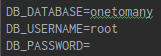 DB_DATABASE=onetomany
DB_USERNAME=root
DB_PASSWORD=